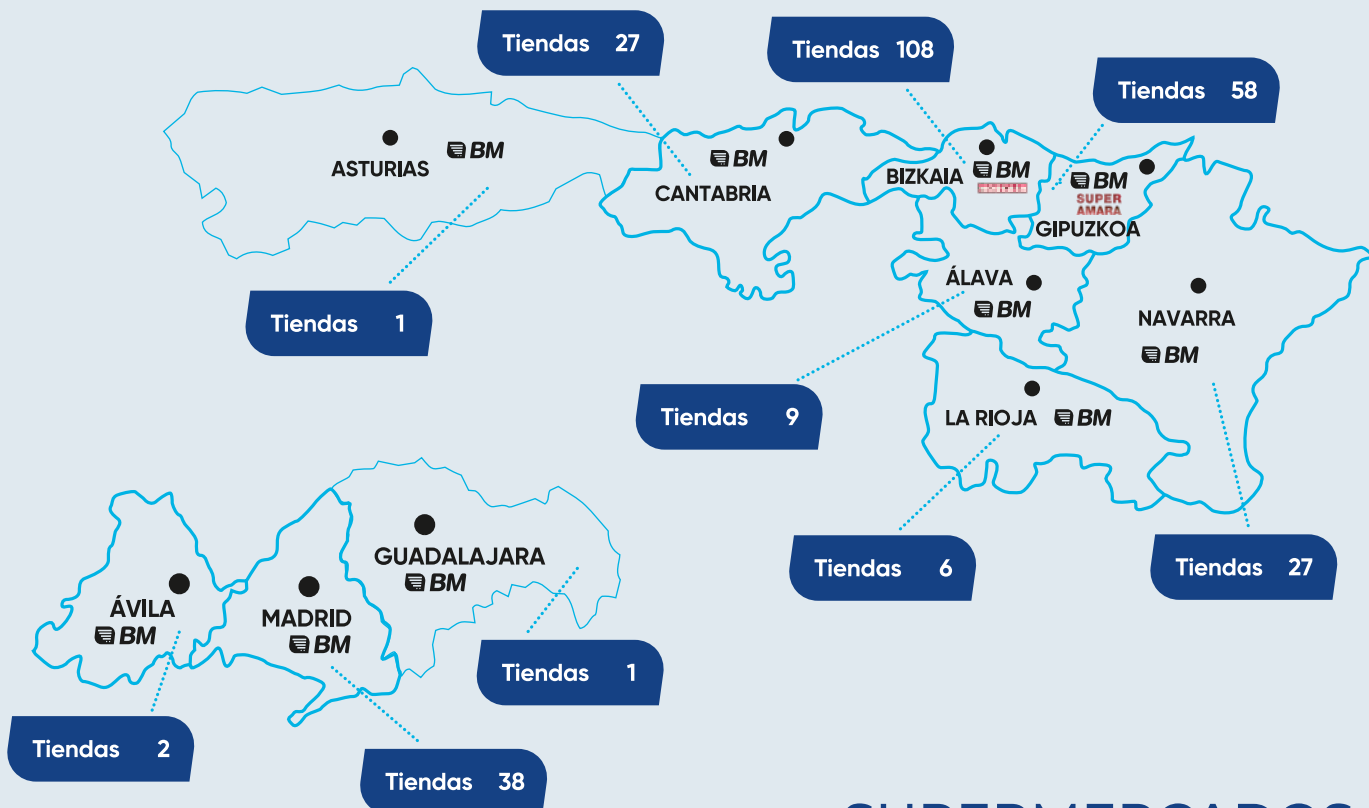 Tiendas 27
Tiendas 108
Tiendas 58
ASTURIAS
BM
BM
CANTABRIA
BIZKAIA
BM
BM
SUPER
AMARA
GIPUZKOA
ÁLAVA
BM
NAVARRA
BM
Tiendas 1
Tiendas 9
LA RIOJA
BM
GUADALAJARA
BM
Tiendas 6
Tiendas 27
ÁVILA
BM
MADRID
BM
Tiendas 1
Tiendas 2
Tiendas 38
SUPERMERCADOS